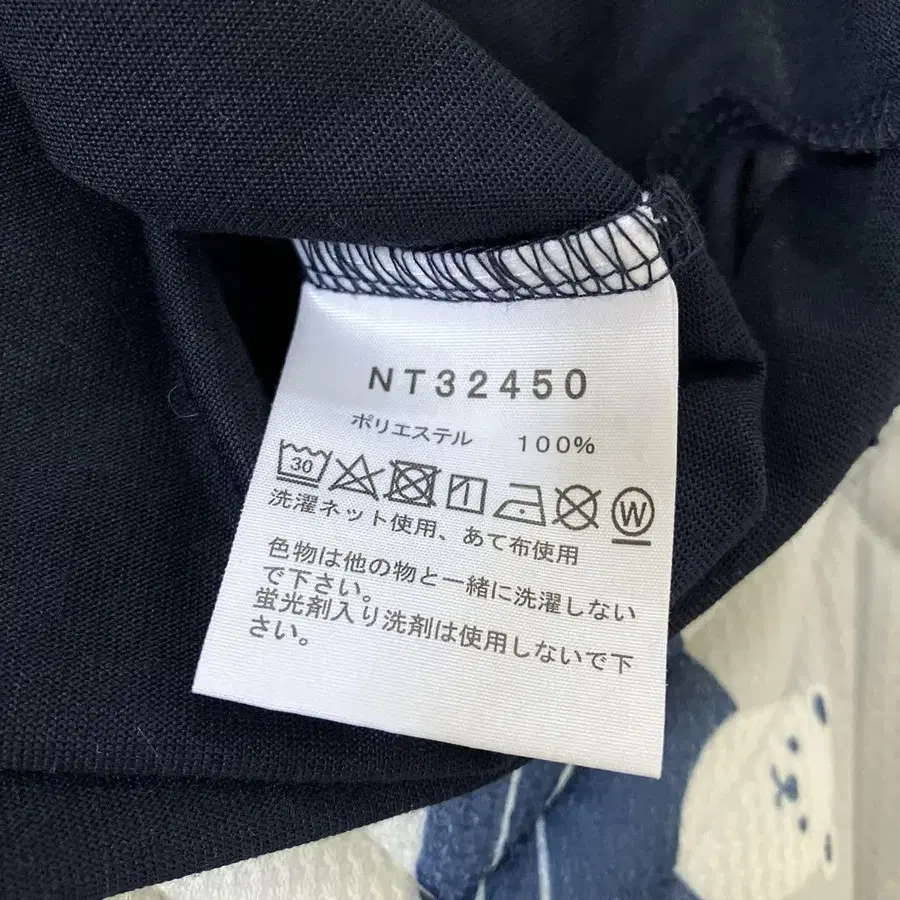 NT32450
ポリエステル 100%
30 W
洗濯ネット使用、あて布使用
色物は他の物と一緒に洗濯しない
で下さい。
蛍光剤入り洗剤は使用しないで下
さい。